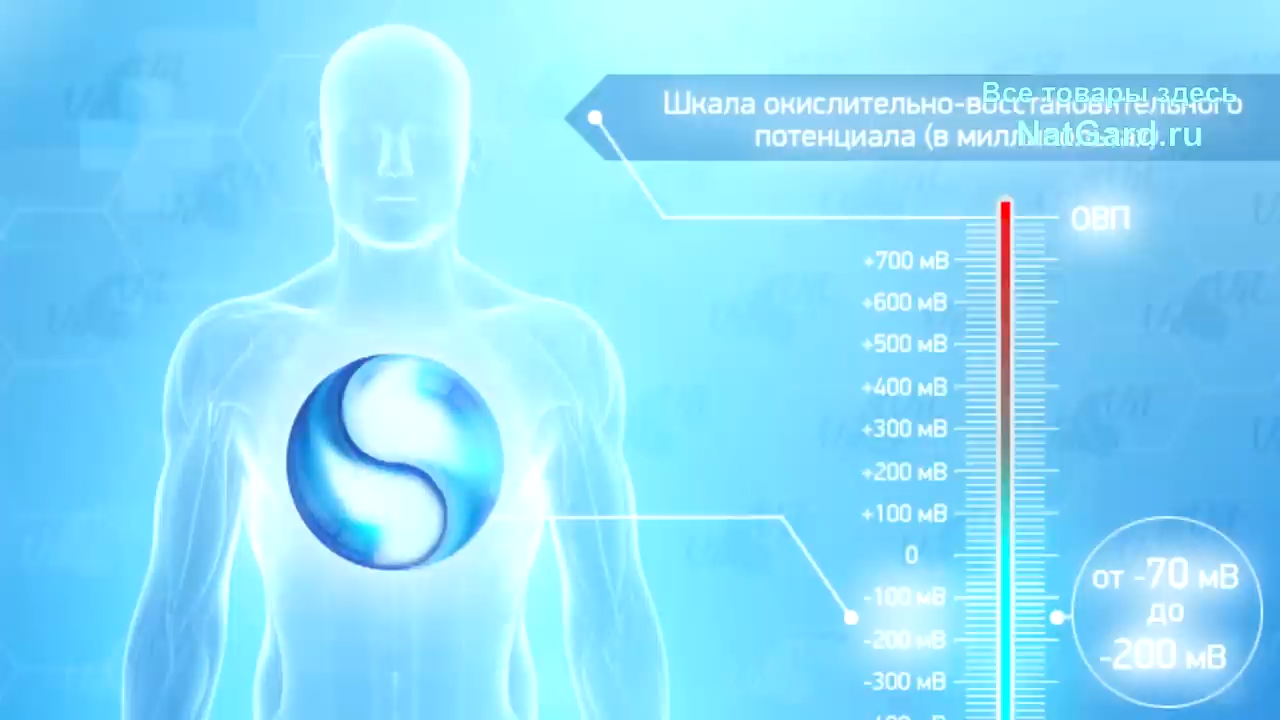 Шкала окислительно-восстановительного
потенциала (в милливольтах).
Все товары здесь
NatGard.ru
ОВП
+700 мВ
+600 мВ
+500 мВ
+400 мВ
+300 мВ
+200 мВ
+100 мВ
0
-100 мВ
-200 мВ
-300 мВ
от -70 мВ
до
-200 мВ